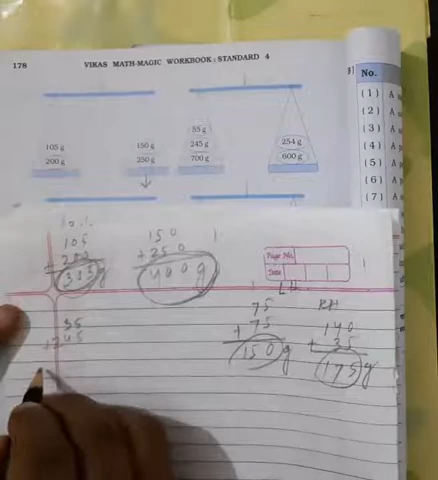 178 VIKAS MATH-MAGIC WORKBOOK : STANDARD 4
105 g
200 g
150 g
250 g
55 g
245 g
700 g
254 g
600 g
No.
(1) A
(2) A
(3) A
(4) A
(5) A
(6) A
(7) A
105
+ 200
305 g
150
+ 250
400 g
Page No.
Date
LH
75
+ 75
150 g
RH
140
+ 35
175 g